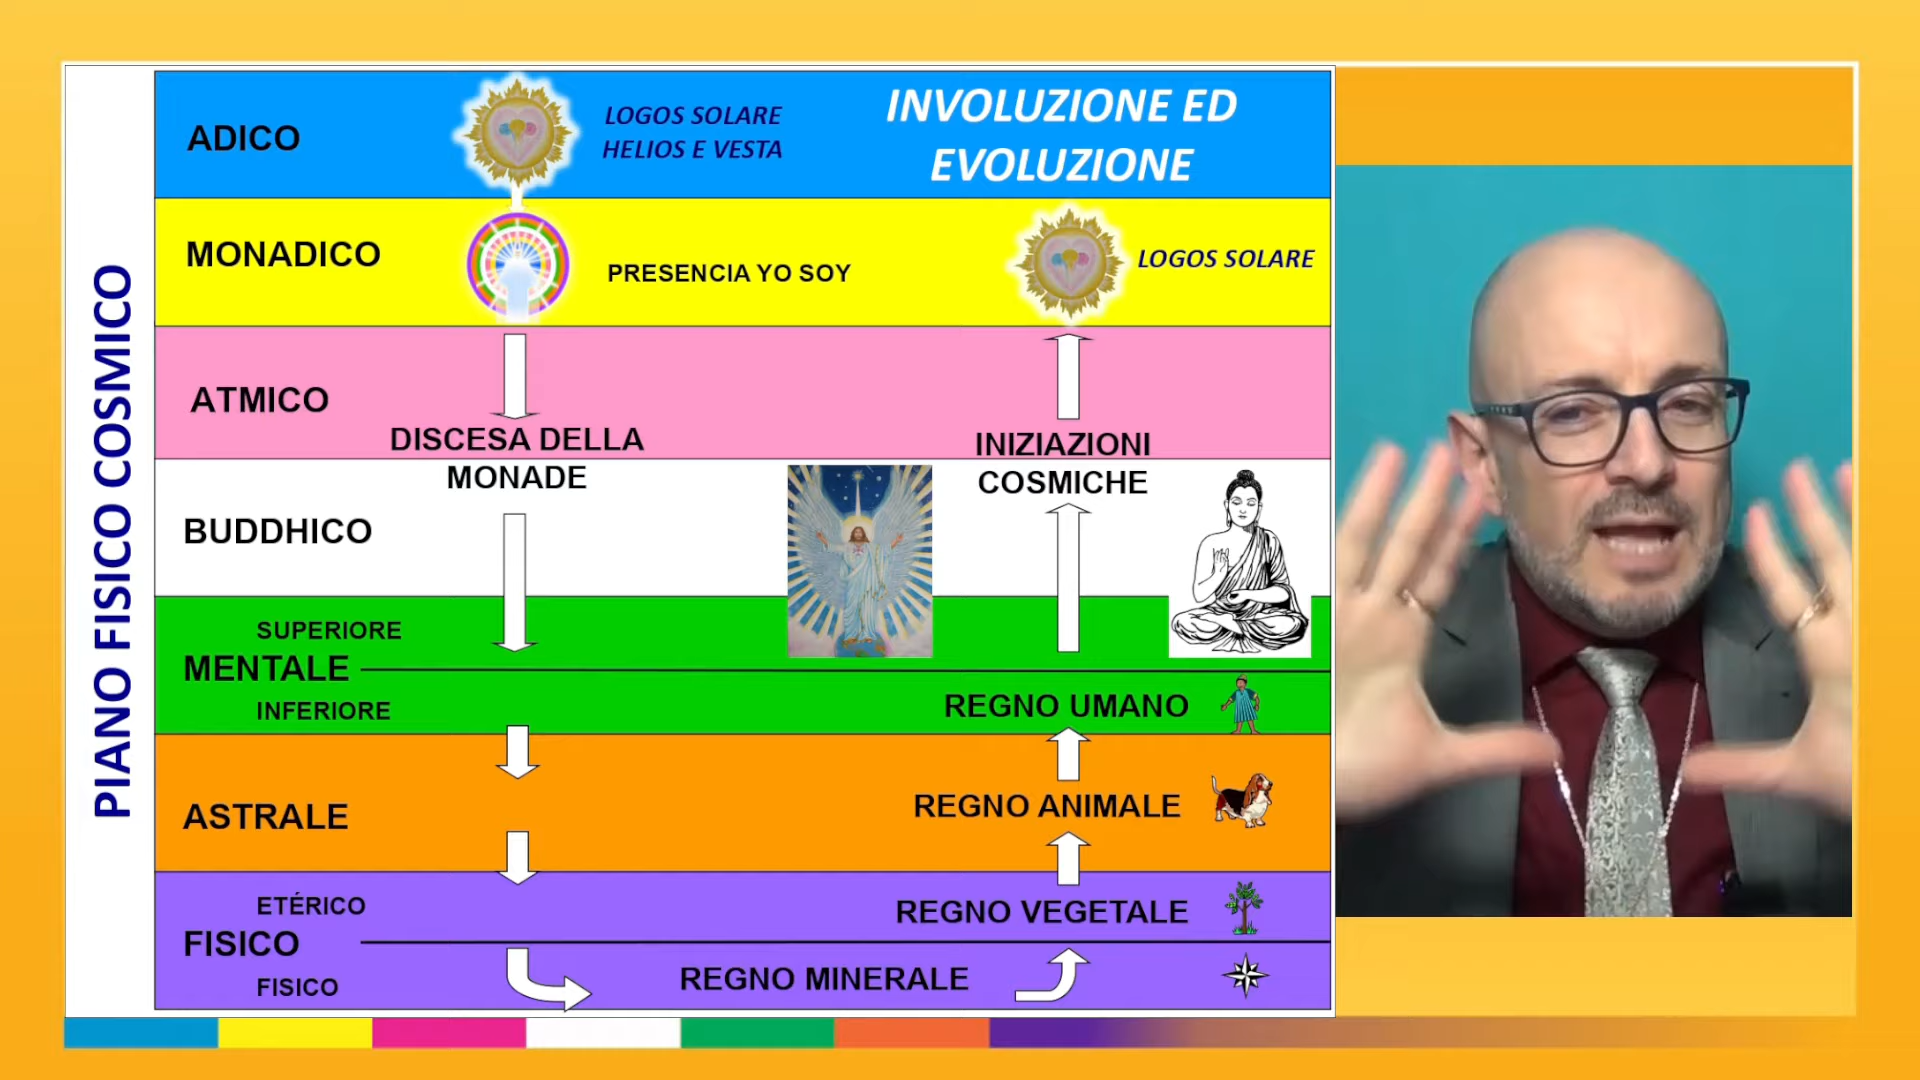 PIANO FISICO COSMICO
ADICO
LOGOS SOLARE
HELIOS E VESTA
INVOLUZIONE ED
EVOLUZIONE
MONADICO
PRESENCIA YO SOY
LOGOS SOLARE
ATMICO
DISCESA DELLA
MONADE
INIZIAZIONI
COSMICHE
BUDDHICO
SUPERIORE
MENTALE
INFERIORE
REGNO UMANO
ASTRALE
REGNO ANIMALE
ETÉRICO
REGNO VEGETALE
FISICO
FISICO
REGNO MINERALE